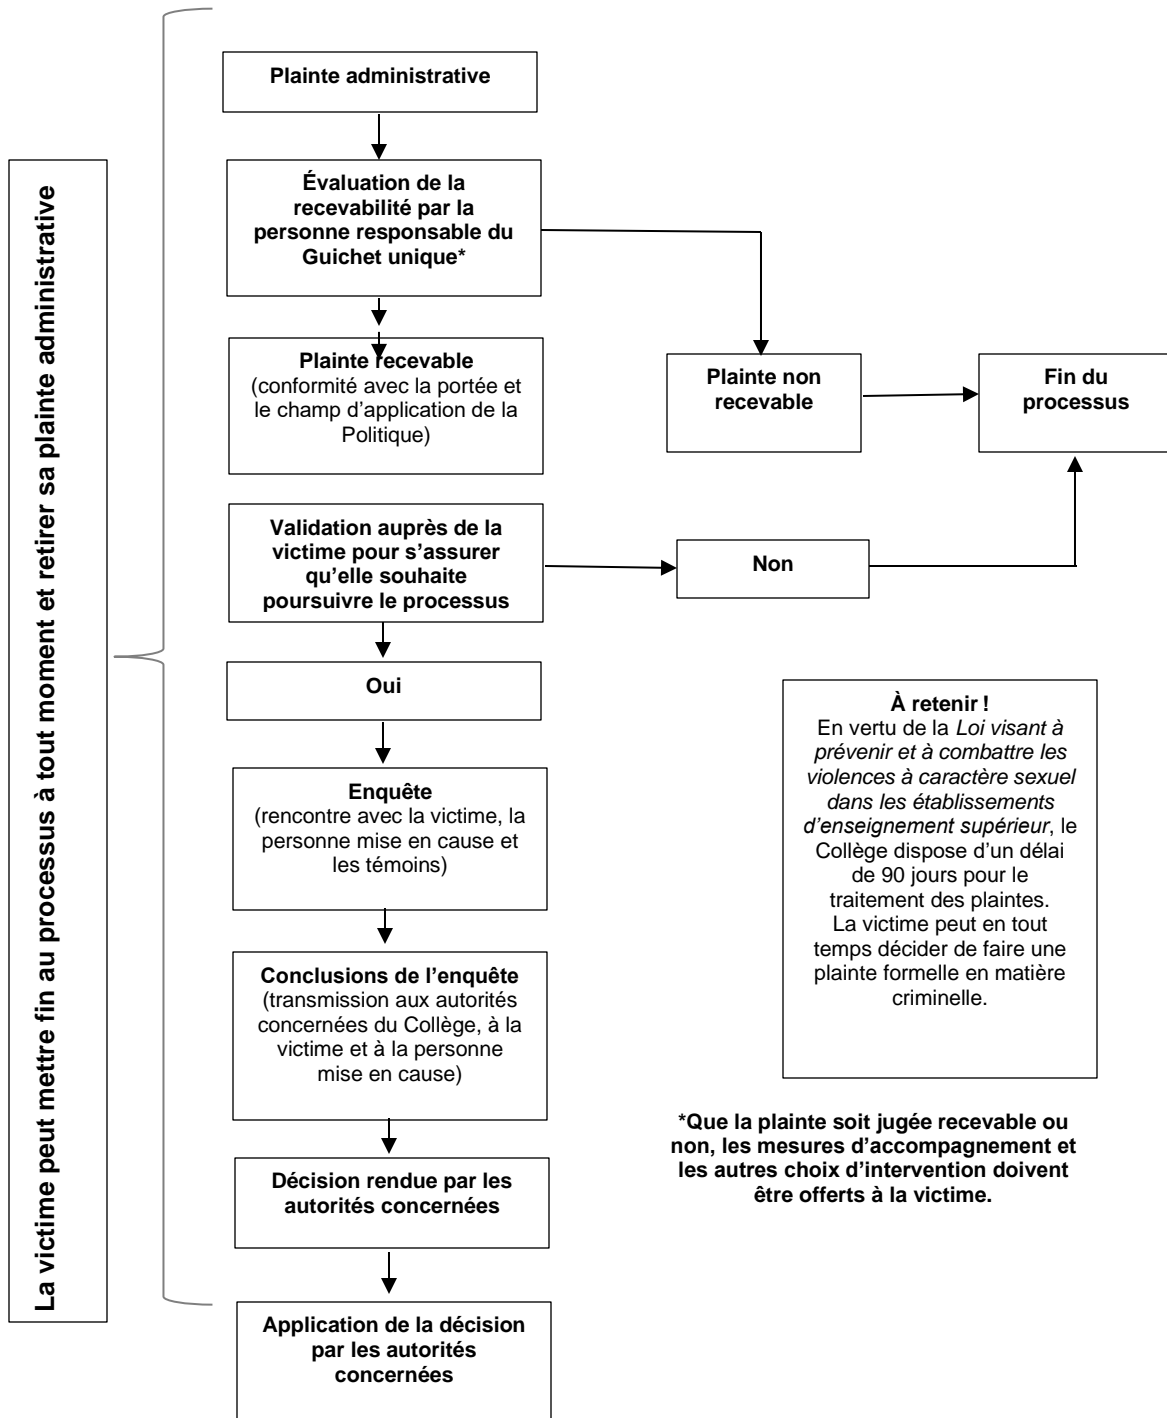 La victime peut mettre fin au processus à tout moment et retirer sa plainte administrative
Plainte administrative
Évaluation de la
recevabilité par la
personne responsable du
Guichet unique*
Plainte recevable
(conformité avec la portée et
le champ d’application de la
Politique)
Plainte non
recevable
Fin du
processus
Validation auprès de la
victime pour s’assurer
qu’elle souhaite
poursuivre le processus
Non
Oui
Enquête
(rencontre avec la victime, la
personne mise en cause et
les témoins)
Conclusions de l’enquête
(transmission aux autorités
concernées du Collège, à la
victime et à la personne
mise en cause)
Décision rendue par les
autorités concernées
Application de la décision
par les autorités
concernées
À retenir !
En vertu de la Loi visant à
prévenir et à combattre les
violences à caractère sexuel
dans les établissements
d’enseignement supérieur, le
Collège dispose d’un délai
de 90 jours pour le
traitement des plaintes.
La victime peut en tout
temps décider de faire une
plainte formelle en matière
criminelle.
*Que la plainte soit jugée recevable ou
non, les mesures d’accompagnement et
les autres choix d’intervention doivent
être offerts à la victime.